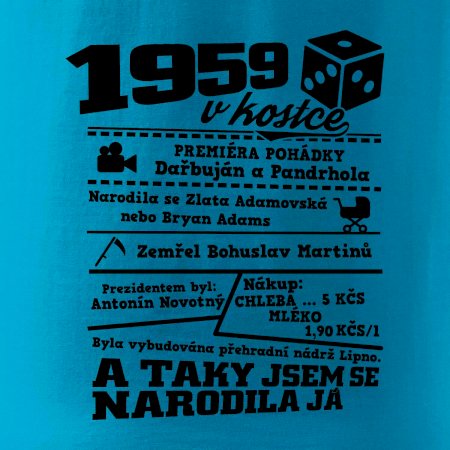 1959
v kostce
PREMIÉRA POHÁDKY
Dařbuján a Pandrhola
Narodila se Zlata Adamovská
nebo Bryan Adams
Zemřel Bohuslav Martinů
Prezidentem byl:
Antonín Novotný
Nákup:
CHLEBA ... 5 KČS
MLÉKO
1,90 KČS/1
Byla vybudována přehradní nádrž Lipno.
A TAKY JSEM SE
NARODILA JÁ